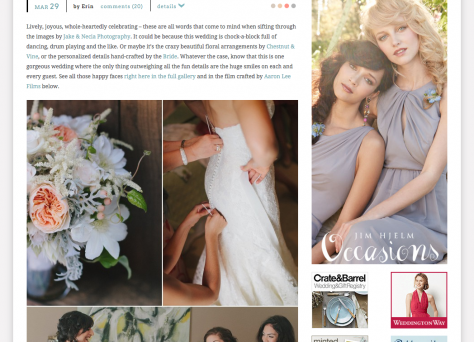 MAR 29 by Erin comments (20) details
Lively, joyous, whole-heartedly celebrating – these are all words that come to mind when sifting through
the images by Jake & Necia Photography. It could be because this wedding is chock-a-block full of
dancing, drum playing and the like. Or maybe it's the crazy beautiful floral arrangements by Chestnut &
Vine, or the personalized details hand-crafted by the Bride. Whatever the case, know that this is one
gorgeous wedding where the only thing outweighing all the fun details are the huge smiles on each and
every guest. See all those happy faces right here in the full gallery and in the film crafted by Aaron Lee
Films below.
JIM HJELM
Occasions
Crate&Barrel
Wedding&GiftRegistry
WEDDINGTON WAY
minted